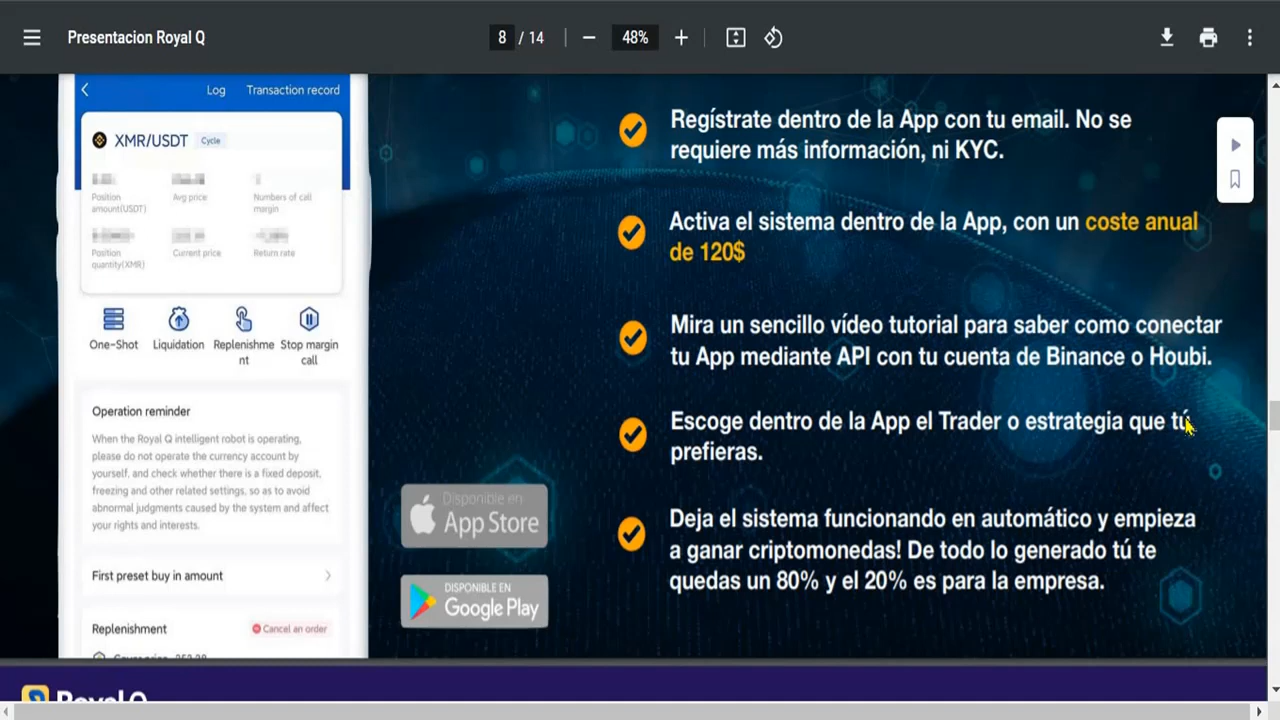 Presentacion Royal Q
8 / 14
48%
Log Transaction record
XMR/USDT Cycle
Position amount(USDT)
Avg price
Numbers of call margin
Position quantity(XMR)
Current price
Return rate
One-Shot
Liquidation
Replenishme
nt
Stop margin
call
Operation reminder
When the Royal Q intelligent robot is operating,
please do not operate the currency account by
yourself, and check whether there is a fixed deposit,
freezing and other related settings, so as to avoid
abnormal judgments caused by the system and affect
your rights and interests.
First preset buy in amount
Replenishment Cancel an order
Disponible en
App Store
DISPONIBLE EN
Google Play
Regístrate dentro de la App con tu email. No se
requiere más información, ni KYC.
Activa el sistema dentro de la App, con un coste anual
de 120$
Mira un sencillo vídeo tutorial para saber como conectar
tu App mediante API con tu cuenta de Binance o Houbi.
Escoge dentro de la App el Trader o estrategia que tú
prefieras.
Deja el sistema funcionando en automático y empieza
a ganar criptomonedas! De todo lo generado tú te
quedas un 80% y el 20% es para la empresa.
Royal Q